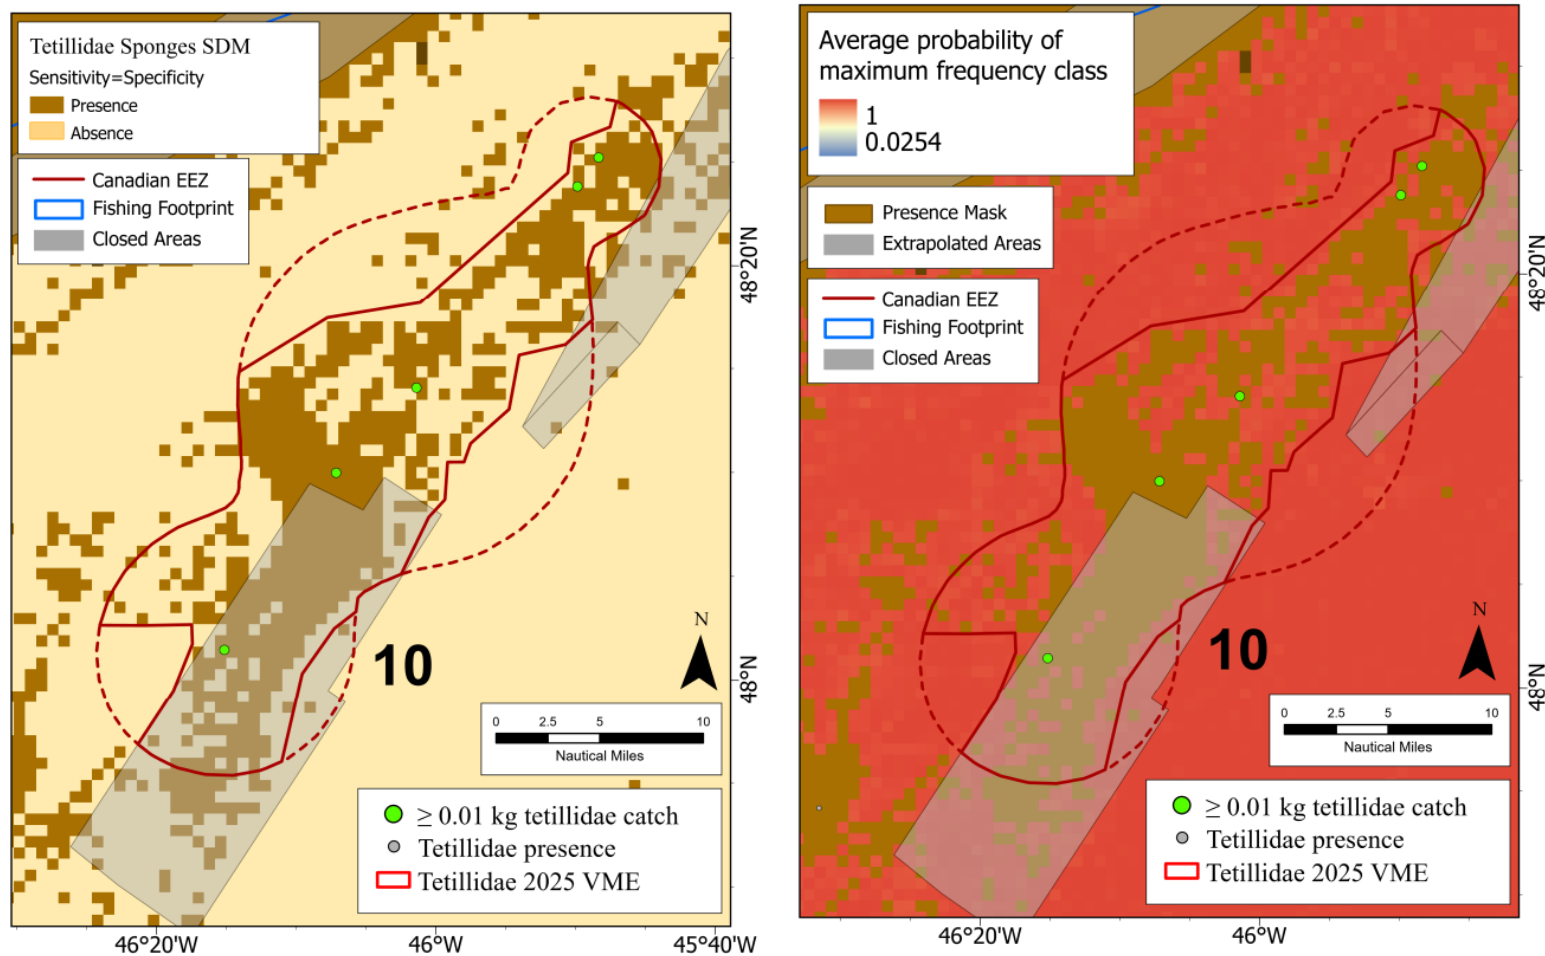 Tetillidae Sponges SDM
Sensitivity=Specificity
Presence
Absence
Canadian EEZ
Fishing Footprint
Closed Areas
10
N
0 2.5 5 10
Nautical Miles
≥ 0.01 kg tetillidae catch
Tetillidae presence
Tetillidae 2025 VME
48°20'N
48°N
46°20'W 46°W 45°40'W
Average probability of
maximum frequency class
1
0.0254
Presence Mask
Extrapolated Areas
Canadian EEZ
Fishing Footprint
Closed Areas
10
N
0 2.5 5 10
Nautical Miles
≥ 0.01 kg tetillidae catch
Tetillidae presence
Tetillidae 2025 VME
48°20'N
48°N
46°20'W 46°W